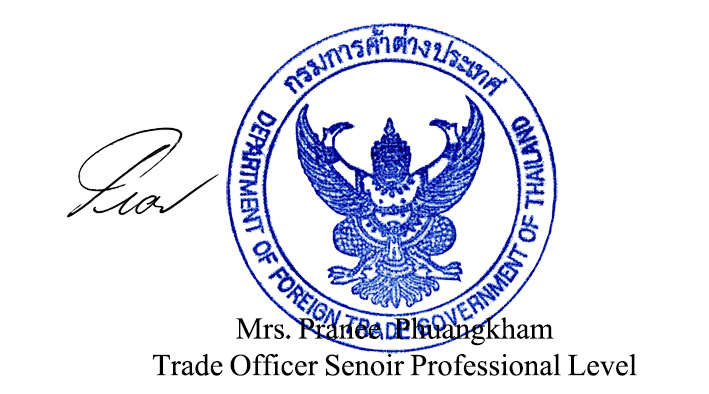 กรมการค้าต่างประเทศ
DEPARTMENT OF FOREIGN TRADE GOVERNMENT OF THAILAND
Mrs. Pranee Phuangkham
Trade Officer Senoir Professional Level